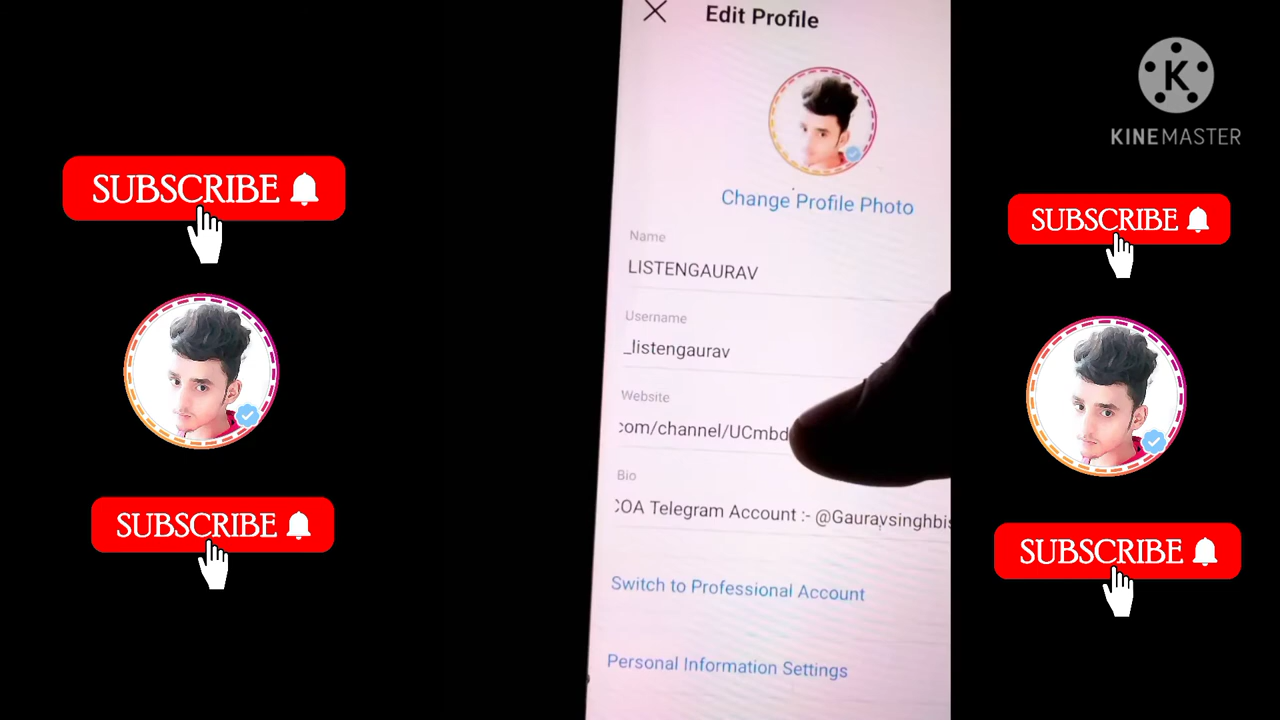 Edit Profile
KINEMASTER
SUBSCRIBE
SUBSCRIBE
Change Profile Photo
Name
LISTENGAURAV
Username
_listengaurav
Website
com/channel/UCmbd
Bio
COA Telegram Account :- @Gauravsinghbis
SUBSCRIBE
SUBSCRIBE
Switch to Professional Account
Personal Information Settings